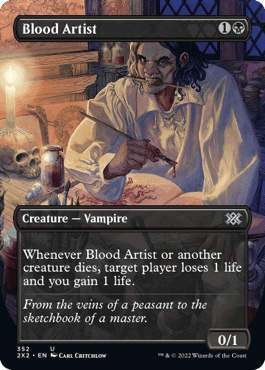 Blood Artist 1
Creature — Vampire
Whenever Blood Artist or another
creature dies, target player loses 1 life
and you gain 1 life.
From the veins of a peasant to the
sketchbook of a master.
0/1
352 U
2X2 • EN CARL CRITCHLOW
™ & © 2022 Wizards of the Coast